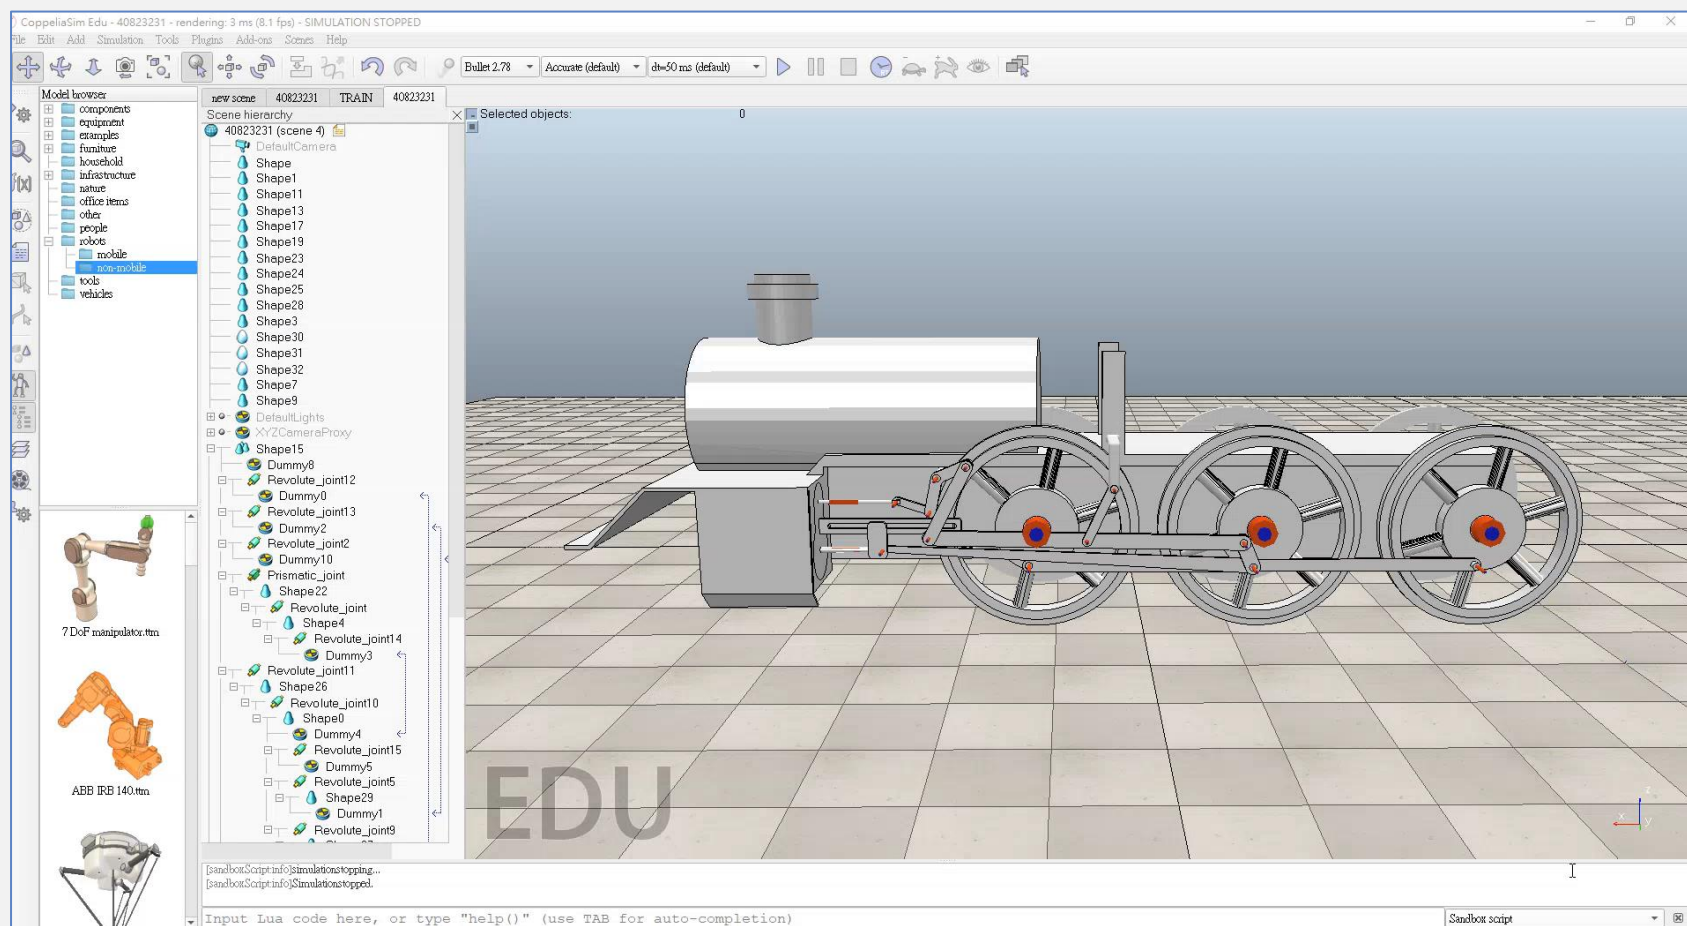 CoppeliaSim Edu - 40823231 - rendering: 3 ms (8.1 fps) - SIMULATION STOPPED
File Edit Add Simulation Tools Plugins Add-ons Scenes Help
Bullet 2.78 Accurate (default) dt=50 ms (default)
Model browser
components
equipment
examples
furniture
household
infrastructure
nature
office items
other
people
robots
mobile
non-mobile
tools
vehicles
7 DoF manipulator.ttm
ABB IRB 140.ttm
new scene 40823231 TRAIN 40823231
Scene hierarchy
40823231 (scene 4)
DefaultCamera
Shape
Shape1
Shape11
Shape13
Shape17
Shape19
Shape23
Shape24
Shape25
Shape28
Shape3
Shape30
Shape31
Shape32
Shape7
Shape9
DefaultLights
XYZCameraProxy
Shape15
Dummy8
Revolute_joint12
Dummy0
Revolute_joint13
Dummy2
Revolute_joint2
Dummy10
Prismatic_joint
Shape22
Revolute_joint
Shape4
Revolute_joint14
Dummy3
Revolute_joint11
Shape26
Revolute_joint10
Shape0
Dummy4
Revolute_joint15
Dummy5
Revolute_joint5
Shape29
Dummy1
Revolute_joint9
Selected objects: 0
EDU
x
y
z
[sandboxScript:info]simulationstopping...
[sandboxScript:info]Simulationstopped.
Input Lua code here, or type "help()" (use TAB for auto-completion)
Sandbox script